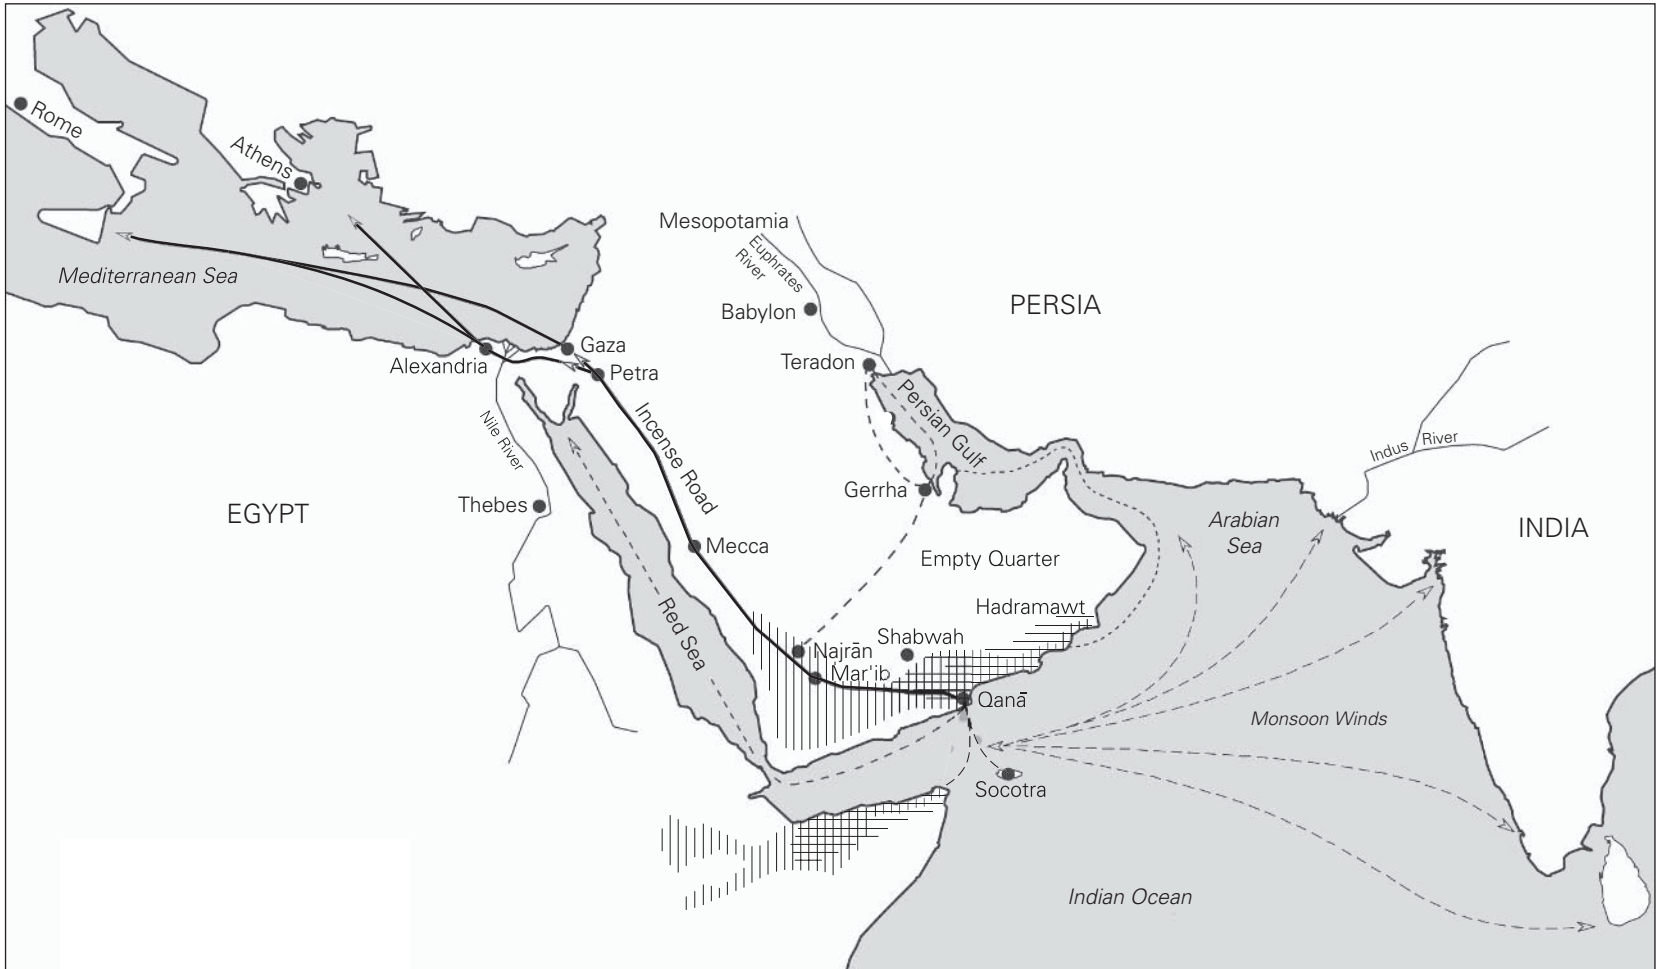 Rome
Athens
Mesopotamia
Euphrates
River
Mediterranean Sea
PERSIA
Babylon
Gaza
Alexandria
Petra
Teradon
Persian Gulf
Incense Road
Nile River
Indus River
Thebes
Gerrha
EGYPT
Arabian
Sea
INDIA
Mecca
Empty Quarter
Hadramawt
Red Sea
Najrān
Shabwah
Mar'ib
Qanā
Monsoon Winds
Socotra
Indian Ocean